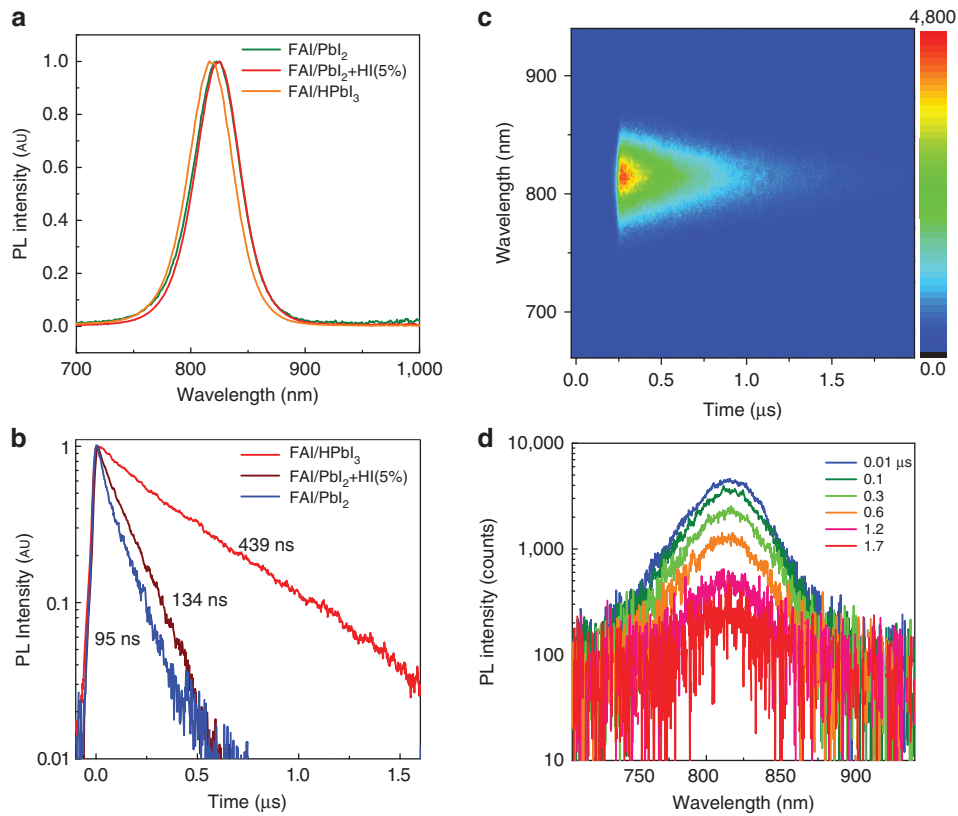 a
FAI/PbI₂
FAI/PbI₂+HI(5%)
FAI/HPbI₃
1.0
0.8
0.6
0.4
0.2
0.0
PL intensity (AU)
700
800
900
1,000
Wavelength (nm)
b
FAI/HPbI₃
FAI/PbI₂+HI(5%)
FAI/PbI₂
439 ns
134 ns
95 ns
1
0.1
0.01
PL Intensity (AU)
0.0
0.5
1.0
1.5
Time (μs)
c
4,800
0.0
900
800
700
Wavelength (nm)
0.0
0.5
1.0
1.5
Time (μs)
d
0.01 μs
0.1
0.3
0.6
1.2
1.7
10,000
1,000
100
10
PL intensity (counts)
750
800
850
900
Wavelength (nm)